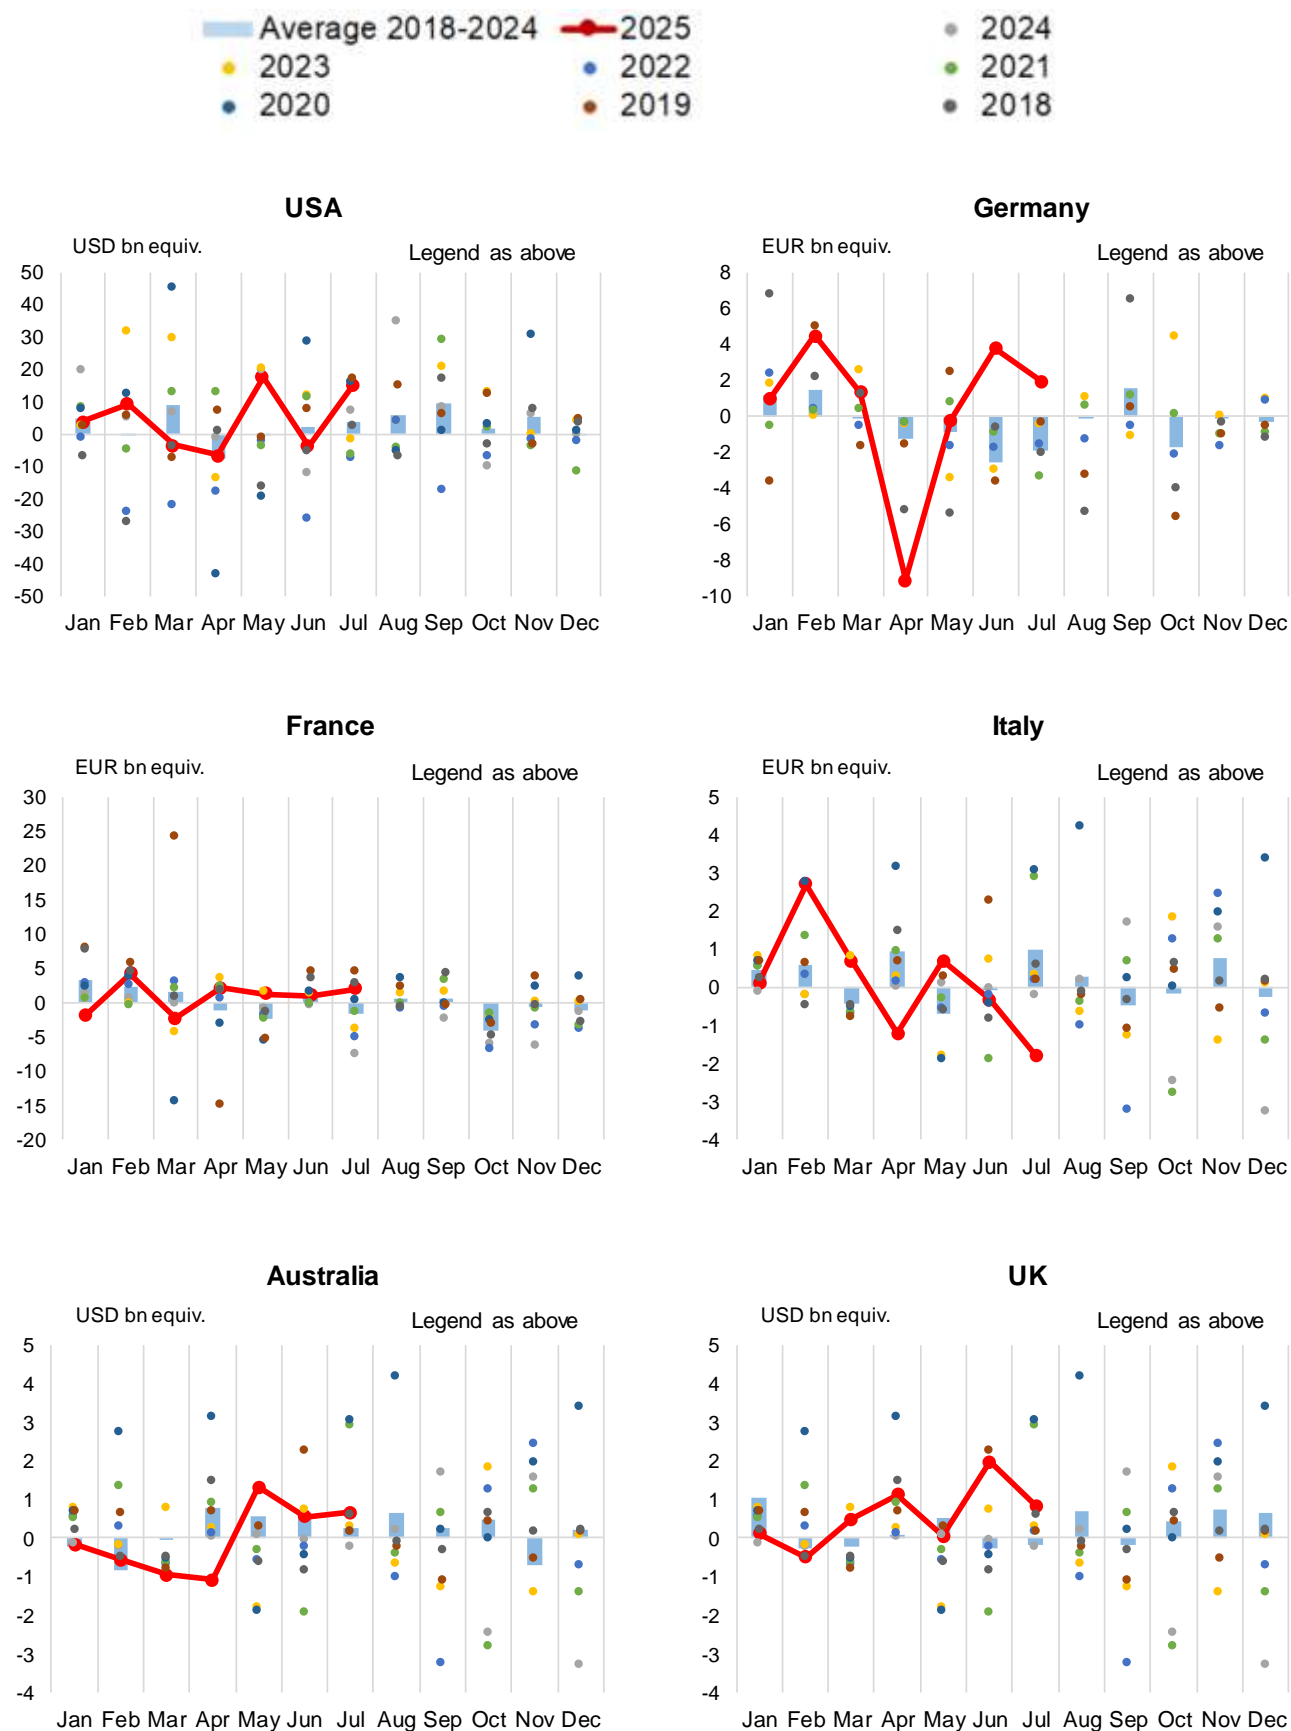 Average 2018-2024 2025 2024
2023 2022 2021
2020 2019 2018
USA
USD bn equiv. Legend as above
50
40
30
20
10
0
-10
-20
-30
-40
-50
Jan Feb Mar Apr May Jun Jul Aug Sep Oct Nov Dec
Germany
EUR bn equiv. Legend as above
8
6
4
2
0
-2
-4
-6
-8
-10
Jan Feb Mar Apr May Jun Jul Aug Sep Oct Nov Dec
France
EUR bn equiv. Legend as above
30
25
20
15
10
5
0
-5
-10
-15
-20
Jan Feb Mar Apr May Jun Jul Aug Sep Oct Nov Dec
Italy
EUR bn equiv. Legend as above
5
4
3
2
1
0
-1
-2
-3
-4
Jan Feb Mar Apr May Jun Jul Aug Sep Oct Nov Dec
Australia
USD bn equiv. Legend as above
5
4
3
2
1
0
-1
-2
-3
-4
Jan Feb Mar Apr May Jun Jul Aug Sep Oct Nov Dec
UK
USD bn equiv. Legend as above
5
4
3
2
1
0
-1
-2
-3
-4
Jan Feb Mar Apr May Jun Jul Aug Sep Oct Nov Dec